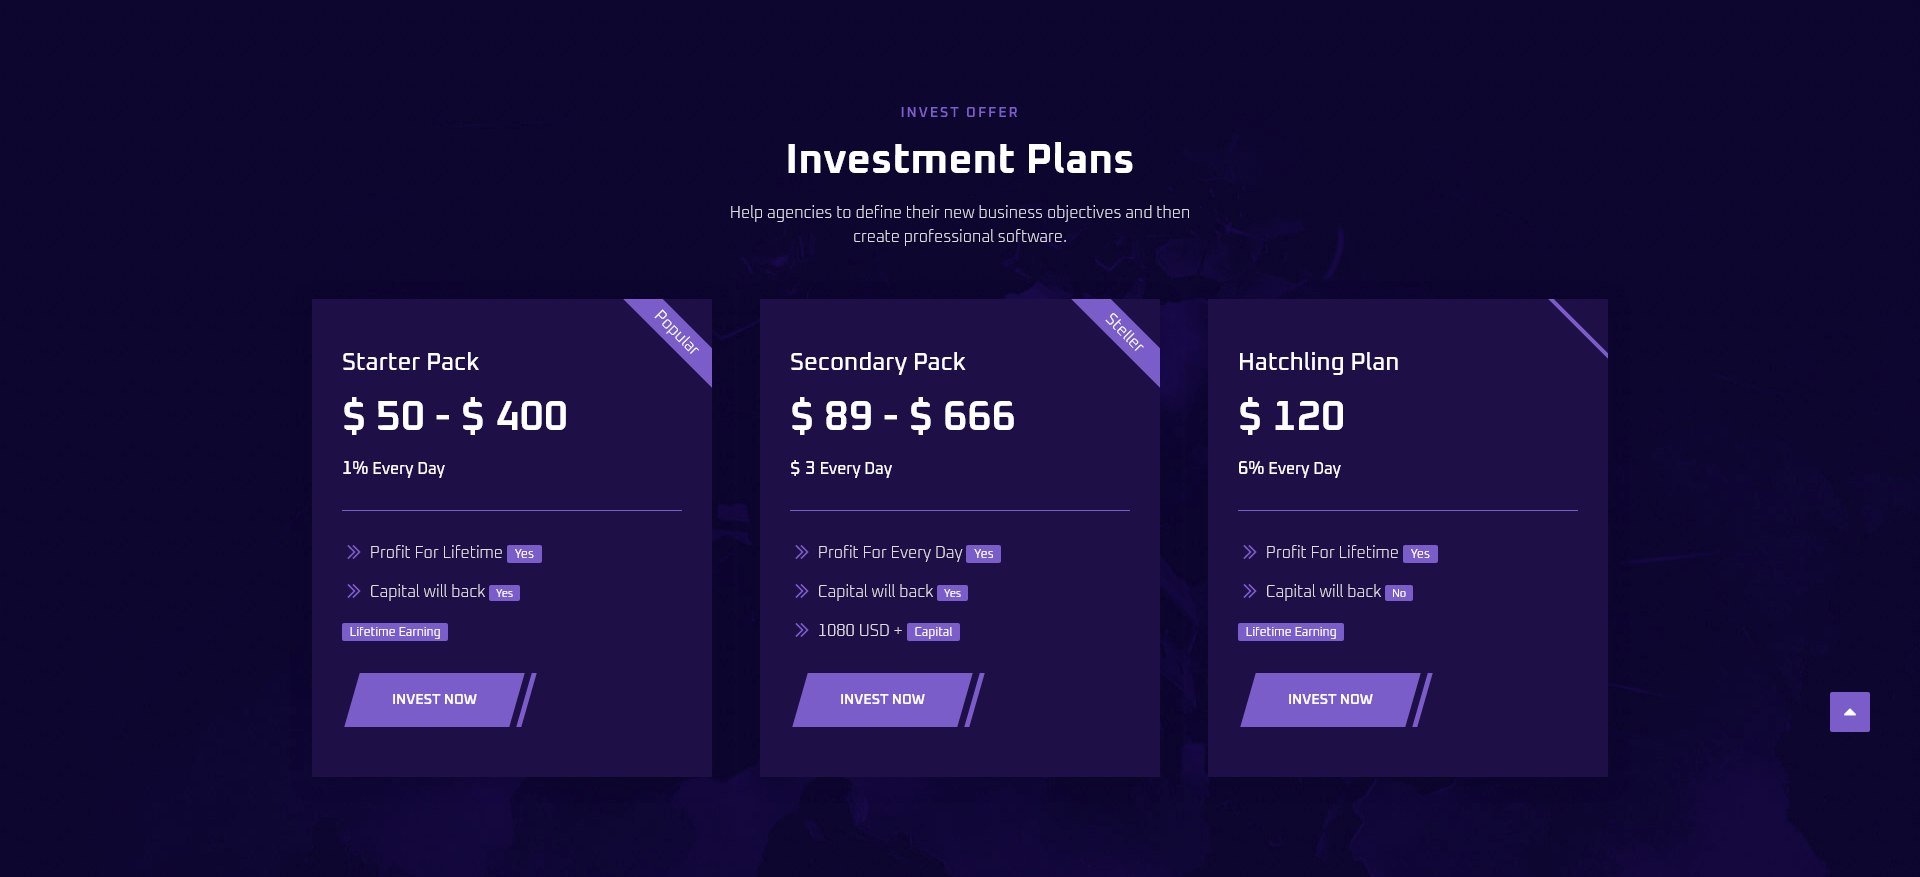 INVEST OFFER
Investment Plans
Help agencies to define their new business objectives and then
create professional software.
Popular
Starter Pack
$ 50 - $ 400
1% Every Day
Profit For Lifetime Yes
Capital will back Yes
Lifetime Earning
INVEST NOW
Steller
Secondary Pack
$ 89 - $ 666
$ 3 Every Day
Profit For Every Day Yes
Capital will back Yes
1080 USD + Capital
INVEST NOW
Hatchling Plan
$ 120
6% Every Day
Profit For Lifetime Yes
Capital will back No
Lifetime Earning
INVEST NOW